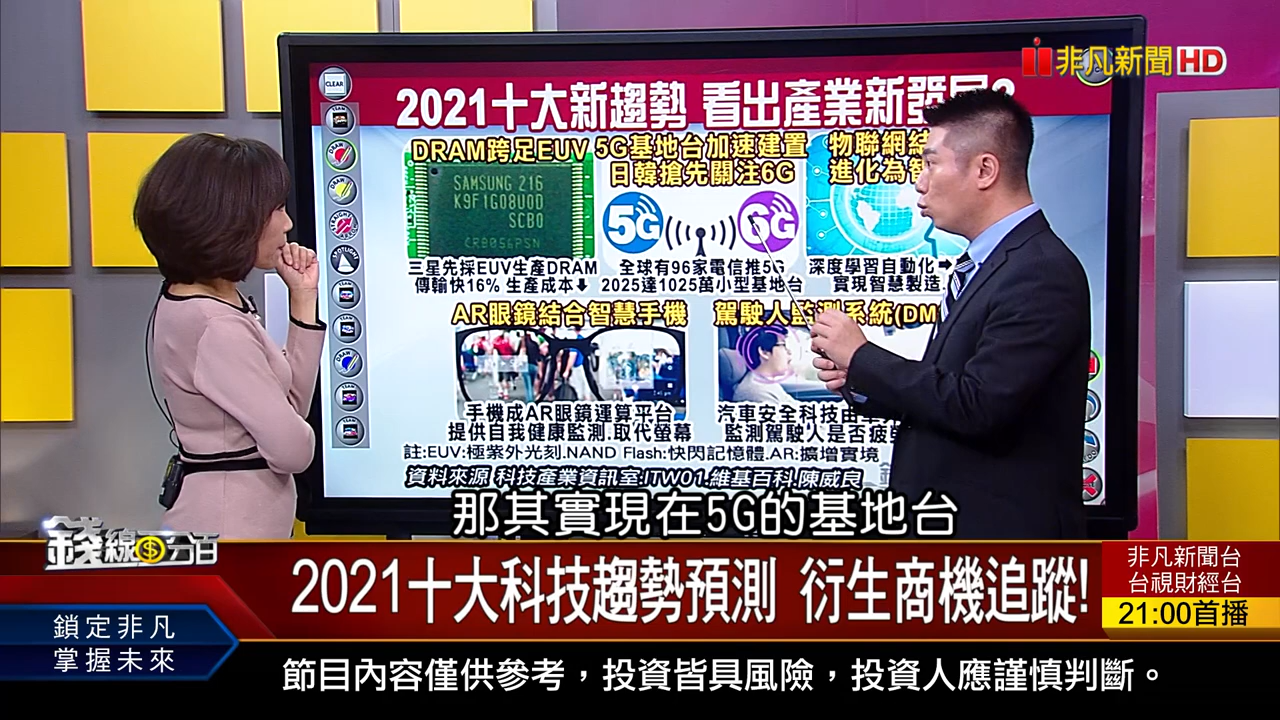 非凡新聞HD
CLEAR
2021十大新趨勢 看出產業新發展?
DRAM跨足EUV
5G基地台加速建置
日韓搶先關注6G
物聯網
進化為智
SAMSUNG 216
K9F1G08U0D
SCB0
5G
6G
三星先採EUV生產DRAM
傳輸快16% 生產成本⬇
全球有96家電信推5G
2025達1025萬小型基地台
深度學習自動化➡
實現智慧製造.
AR眼鏡結合智慧手機
駕駛人監測系統(DM
手機成AR眼鏡運算平台
提供自我健康監測.取代螢幕
汽車安全科技由
監測駕駛人是否疲
註:EUV:極紫外光刻.NAND Flash:快閃記憶體.AR:擴增實境
資料來源 科技產業資訊室.ITW01.維基百科.陳威良
那其實現在5G的基地台
錢線百分百
2021十大科技趨勢預測 衍生商機追蹤!
非凡新聞台
台視財經台
21:00首播
鎖定非凡
掌握未來
節目內容僅供參考，投資皆具風險，投資人應謹慎判斷。